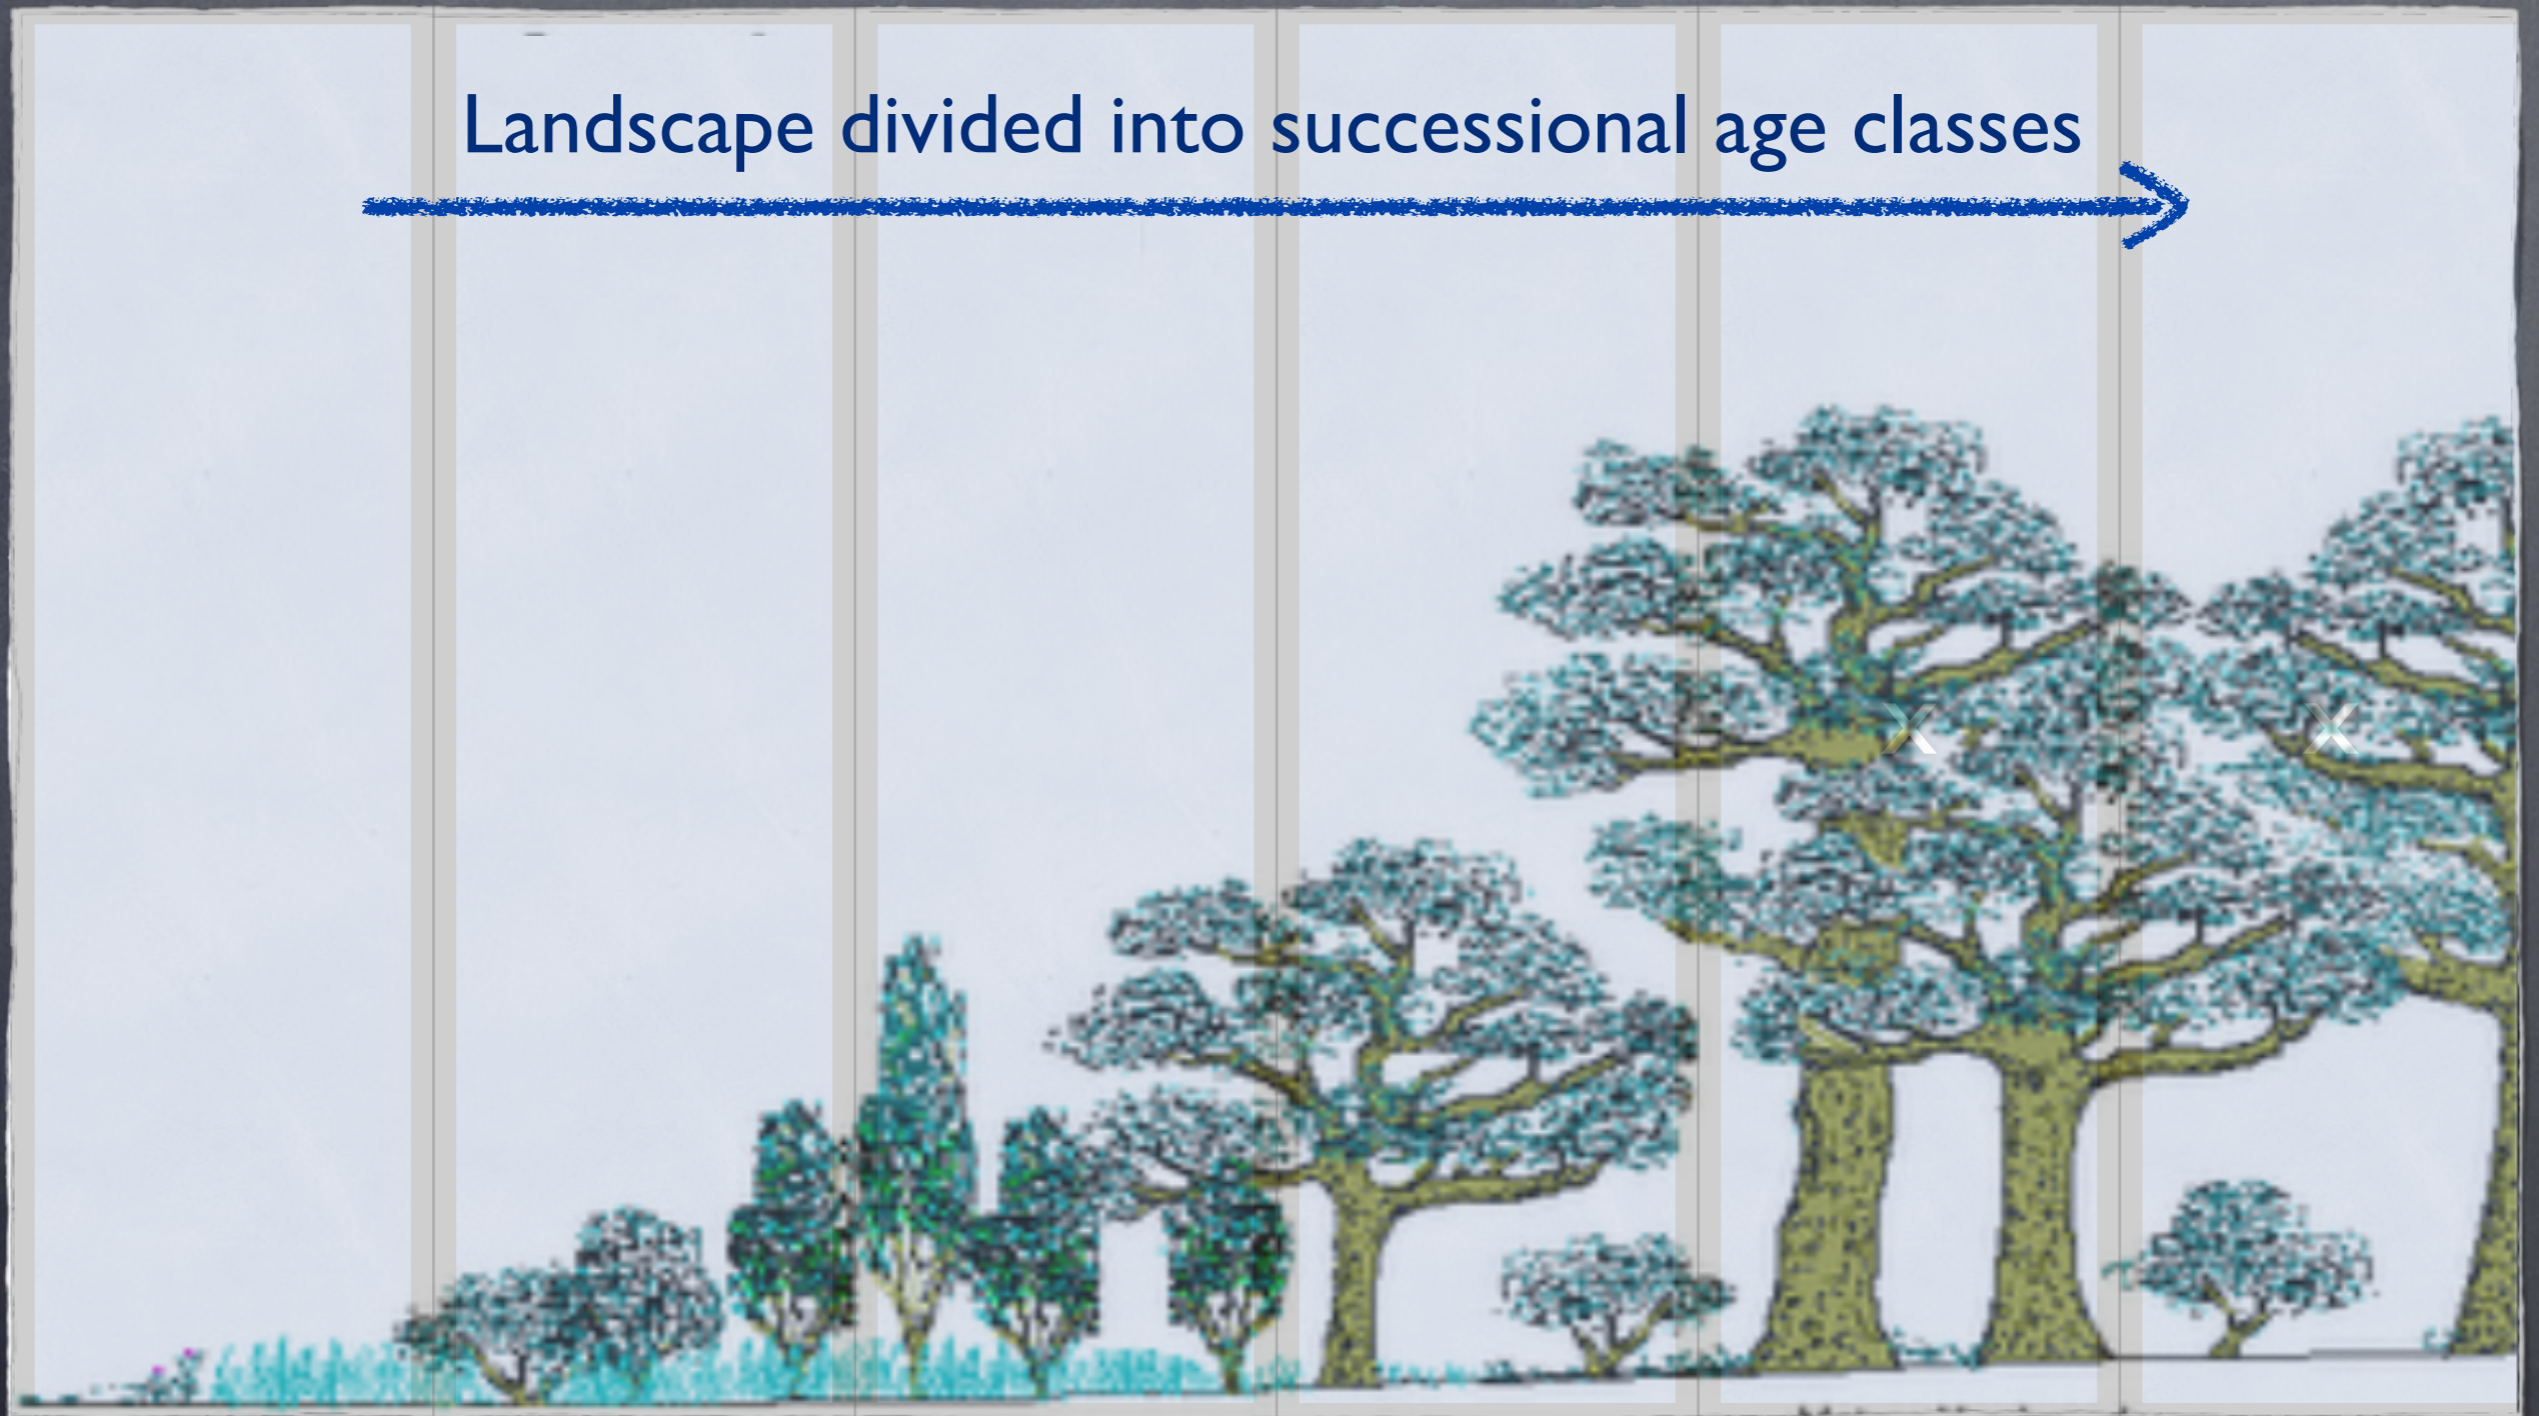 Landscape divided into successional age classes
X
X